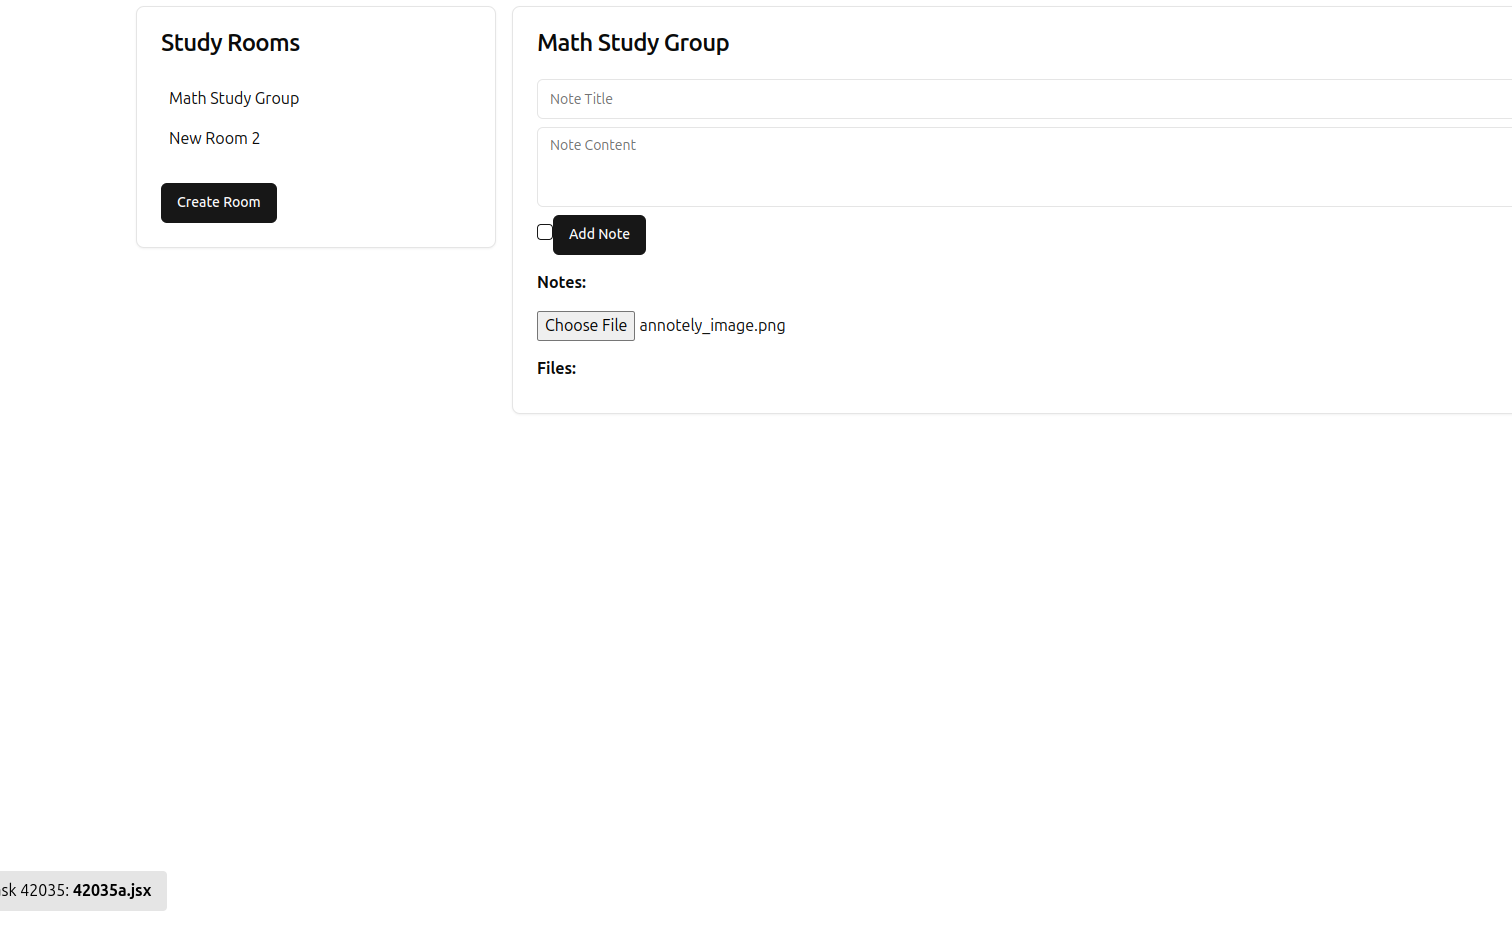 Study Rooms
Math Study Group
New Room 2
Create Room
Math Study Group
Note Title
Note Content
Add Note
Notes:
Choose File annotely_image.png
Files:
sk 42035: 42035a.jsx